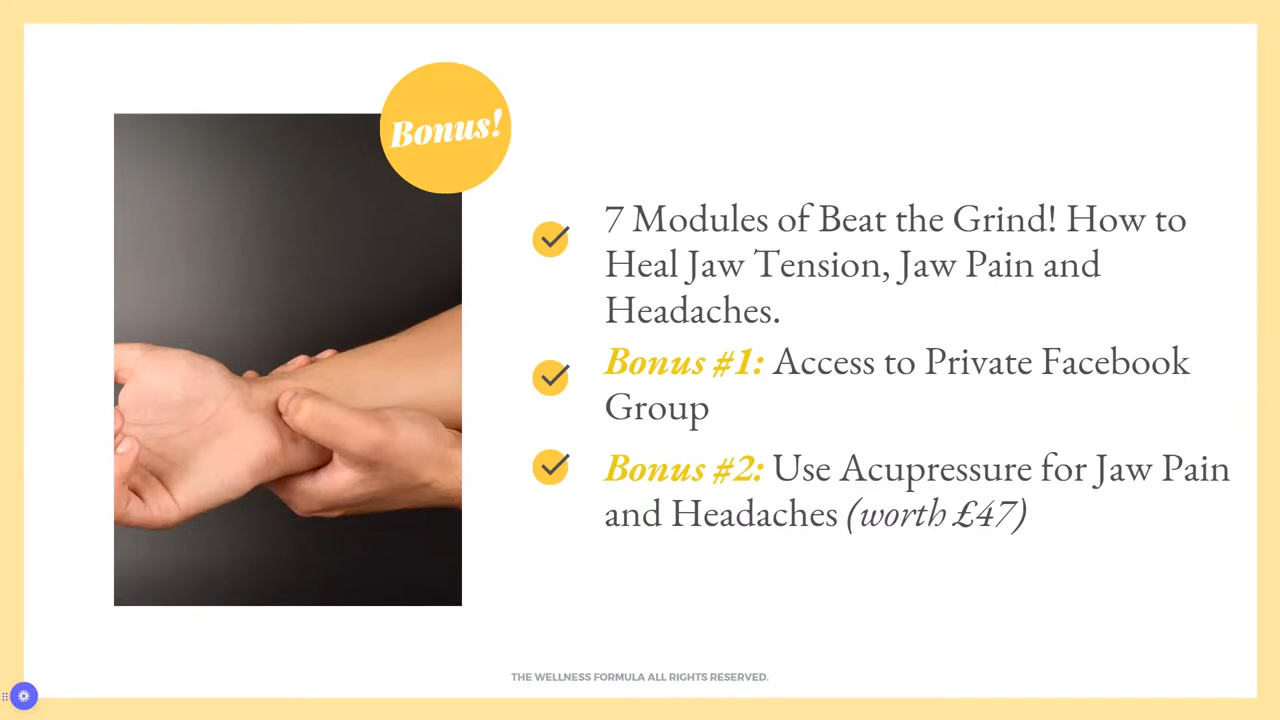 Bonus!
7 Modules of Beat the Grind! How to
Heal Jaw Tension, Jaw Pain and
Headaches.
Bonus #1: Access to Private Facebook
Group
Bonus #2: Use Acupressure for Jaw Pain
and Headaches (worth £47)
THE WELLNESS FORMULA ALL RIGHTS RESERVED.